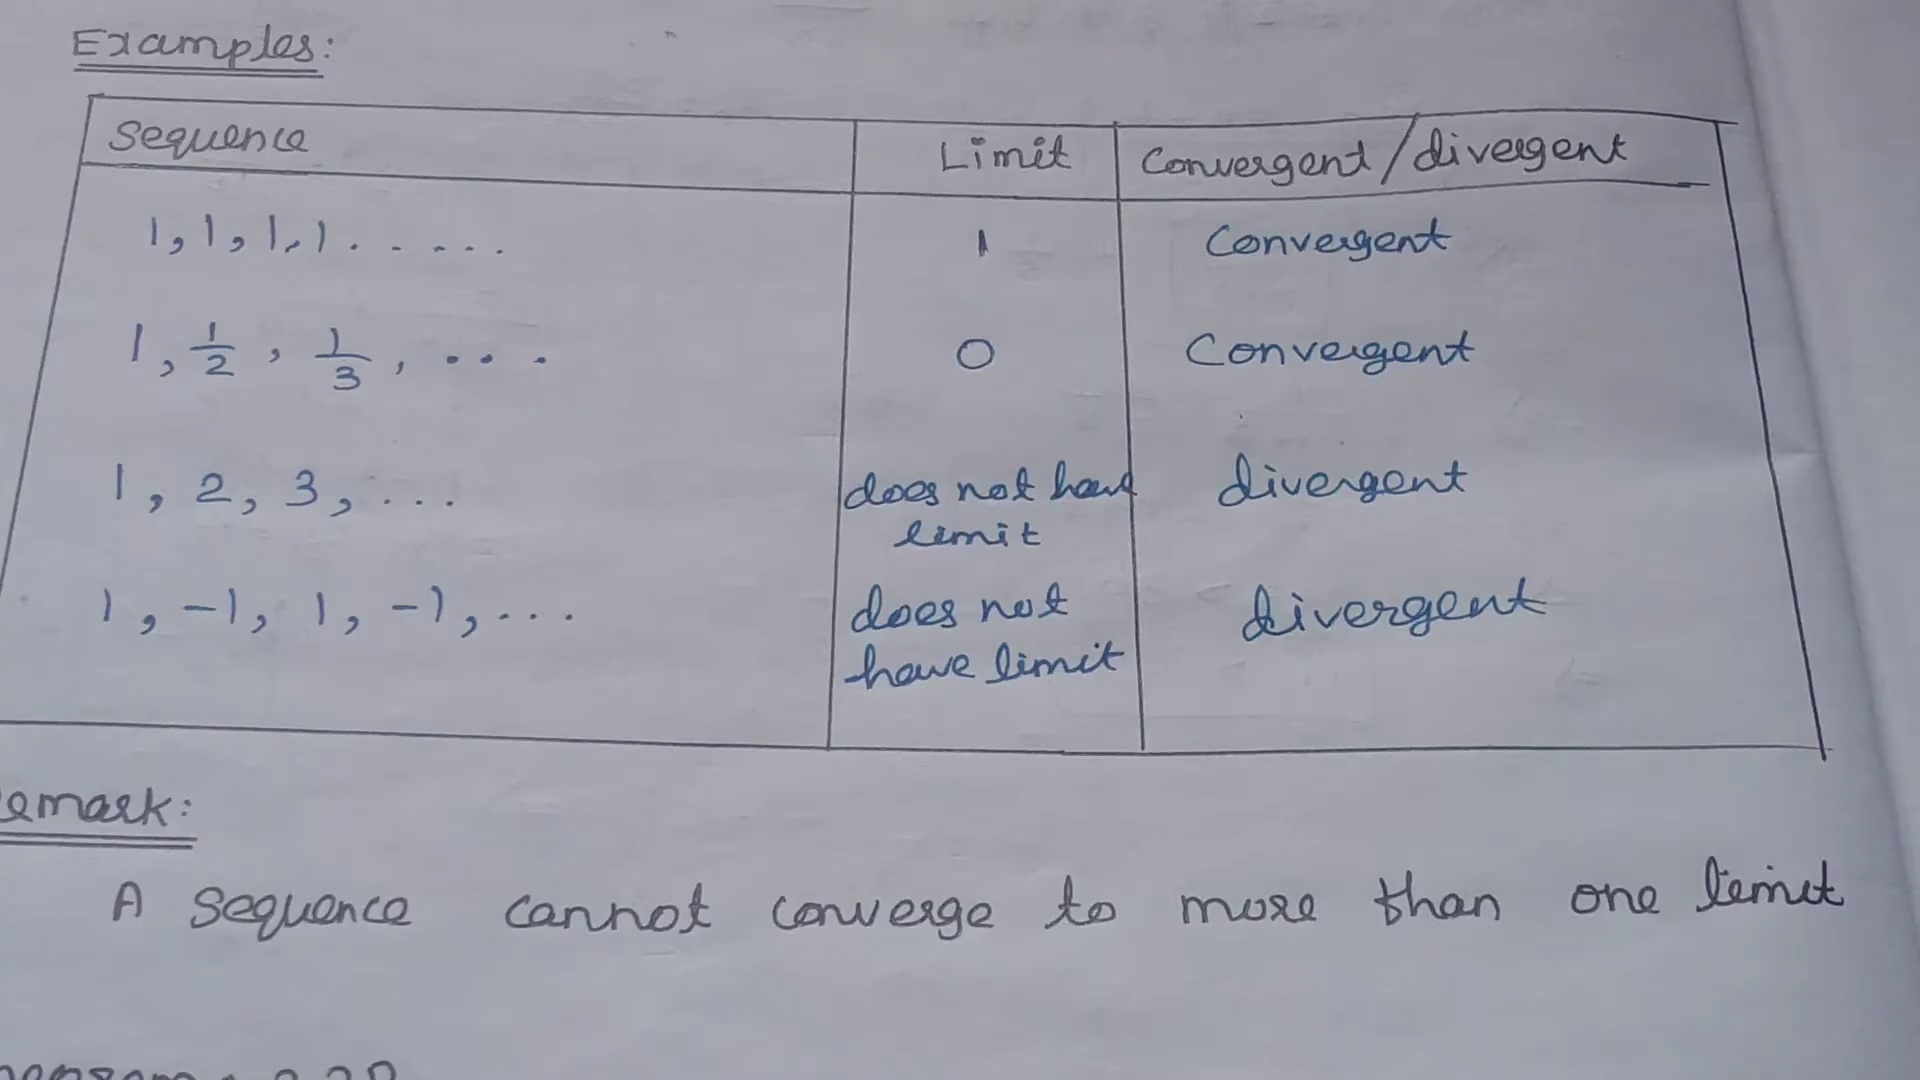 Examples:
Sequence Limit Convergent/divergent
1, 1, 1, 1 . . . . . 1 Convergent
1, 1/2, 1/3, . . . . 0 Convergent
1, 2, 3, . . . does not have limit divergent
1, -1, 1, -1, . . . does not have limit divergent
emark:
A sequence cannot converge to more than one limit